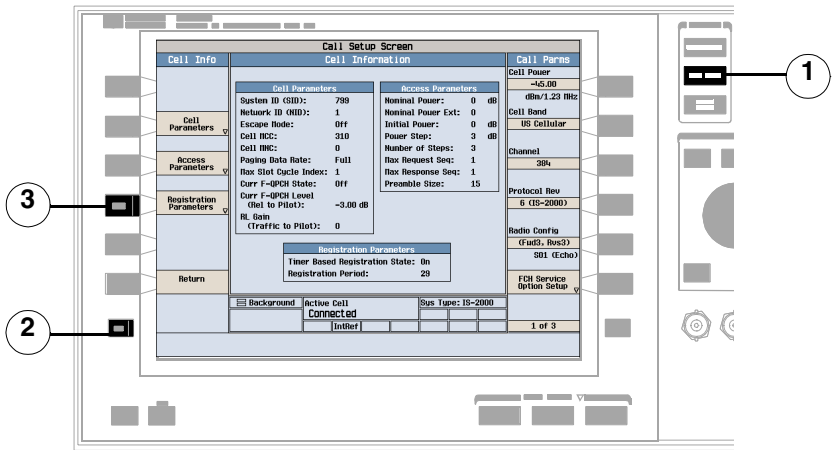 Call Setup Screen
Cell Info
Cell Information
Call Parms
Cell Parameters
Access Parameters
Registration Parameters
Return
Cell Parameters
System ID (SID): 799
Network ID (NID): 1
Escape Mode: Off
Cell MCC: 310
Cell MNC: 0
Paging Data Rate: Full
Max Slot Cycle Index: 1
Curr F-QPCH State: Off
Curr F-QPCH Level
(Rel to Pilot): -3.00 dB
RL Gain
(Traffic to Pilot): 0
Access Parameters
Nominal Power: 0 dB
Nominal Power Ext: 0
Initial Power: 0 dB
Power Step: 3 dB
Number of Steps: 3
Max Request Seq: 1
Max Response Seq: 1
Preamble Size: 15
Registration Parameters
Timer Based Registration State: On
Registration Period: 29
Cell Power
-45.00
dBm/1.23 MHz
Cell Band
US Cellular
Channel
384
Protocol Rev
6 (IS-2000)
Radio Config
(Fwd3, Rvs3)
SO1 (Echo)
FCH Service
Option Setup
1 of 3
Background
Active Cell
Connected
Sys Type: IS-2000
IntRef
1
2
3